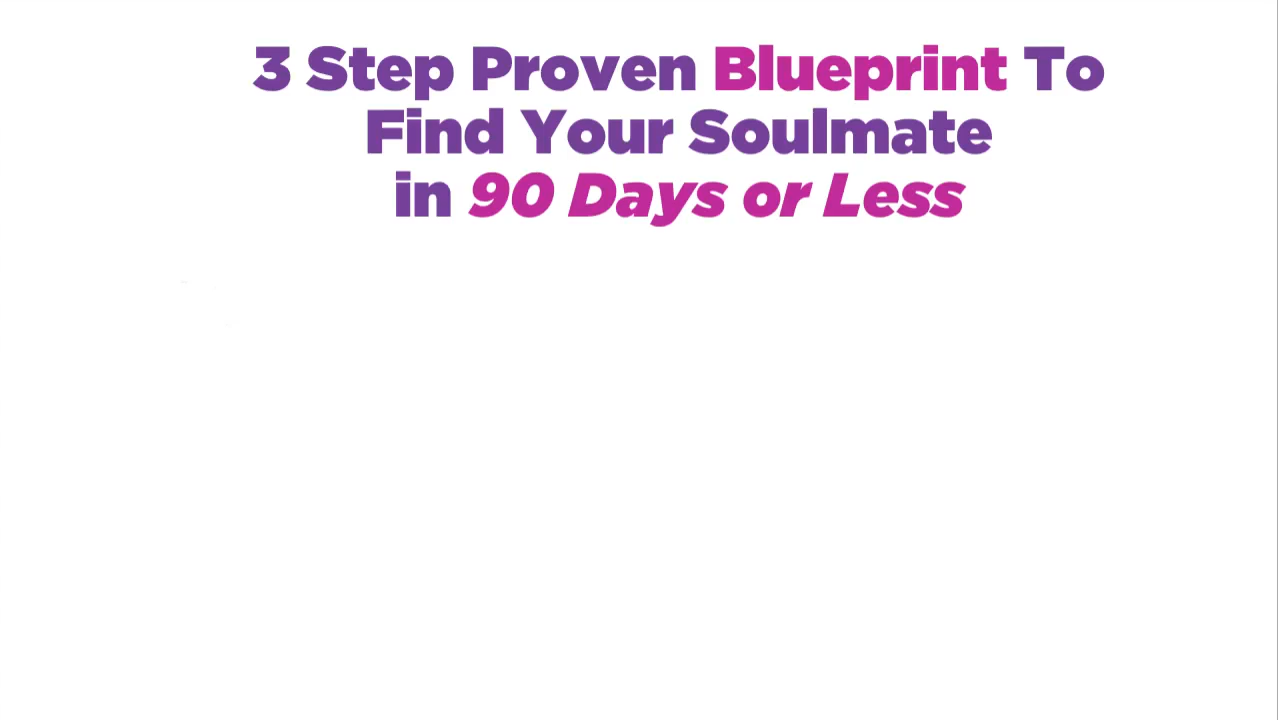 3 Step Proven Blueprint To
Find Your Soulmate
in 90 Days or Less